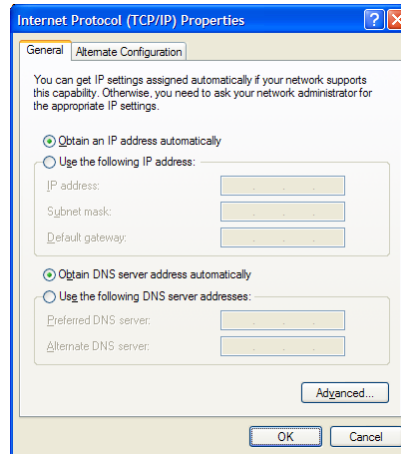 Internet Protocol (TCP/IP) Properties
General
Alternate Configuration
You can get IP settings assigned automatically if your network supports
this capability. Otherwise, you need to ask your network administrator for
the appropriate IP settings.
Obtain an IP address automatically
Use the following IP address:
IP address:
Subnet mask:
Default gateway:
Obtain DNS server address automatically
Use the following DNS server addresses:
Preferred DNS server:
Alternate DNS server:
Advanced...
OK
Cancel